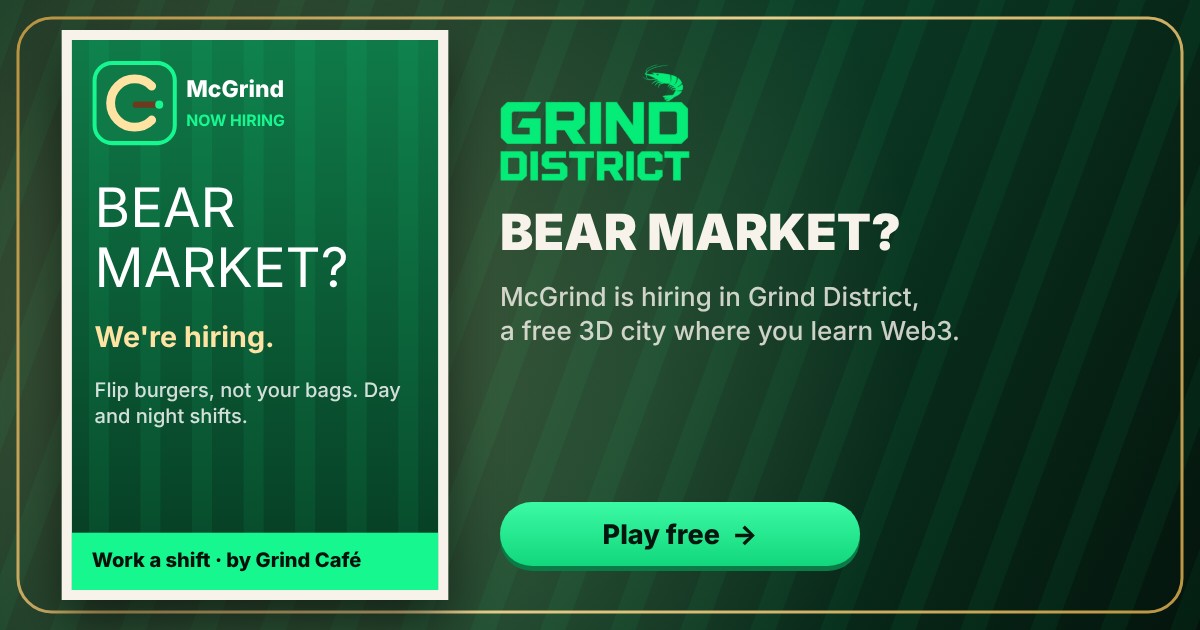 McGrind
NOW HIRING
BEAR
MARKET?
We're hiring.
Flip burgers, not your bags. Day
and night shifts.
Work a shift · by Grind Café
GRIND
DISTRICT
BEAR MARKET?
McGrind is hiring in Grind District,
a free 3D city where you learn Web3.
Play free →